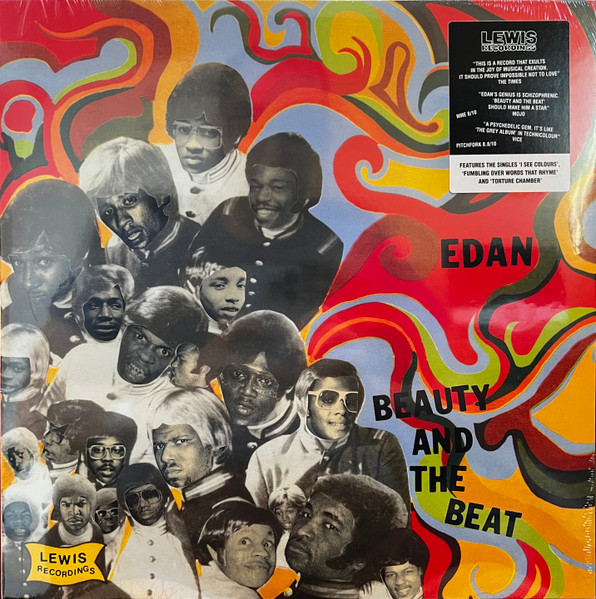 LEWIS
RECORDINGS
"THIS IS A RECORD THAT EXULTS
IN THE JOY OF MUSICAL CREATION.
IT SHOULD PROVE IMPOSSIBLE NOT TO LOVE"
THE TIMES
"EDAN'S GENIUS IS SCHIZOPHRENIC.
'BEAUTY AND THE BEAT'
SHOULD MAKE HIM A STAR"
MOJO
NME 8/10
"A PSYCHEDELIC GEM. IT'S LIKE
'THE GREY ALBUM' IN TECHNICOLOUR"
VICE
PITCHFORK 8.8/10
FEATURES THE SINGLES 'I SEE COLOURS',
'FUMBLING OVER WORDS THAT RHYME'
AND 'TORTURE CHAMBER'
EDAN
BEAUTY
AND
THE
BEAT
LEWIS
RECORDINGS